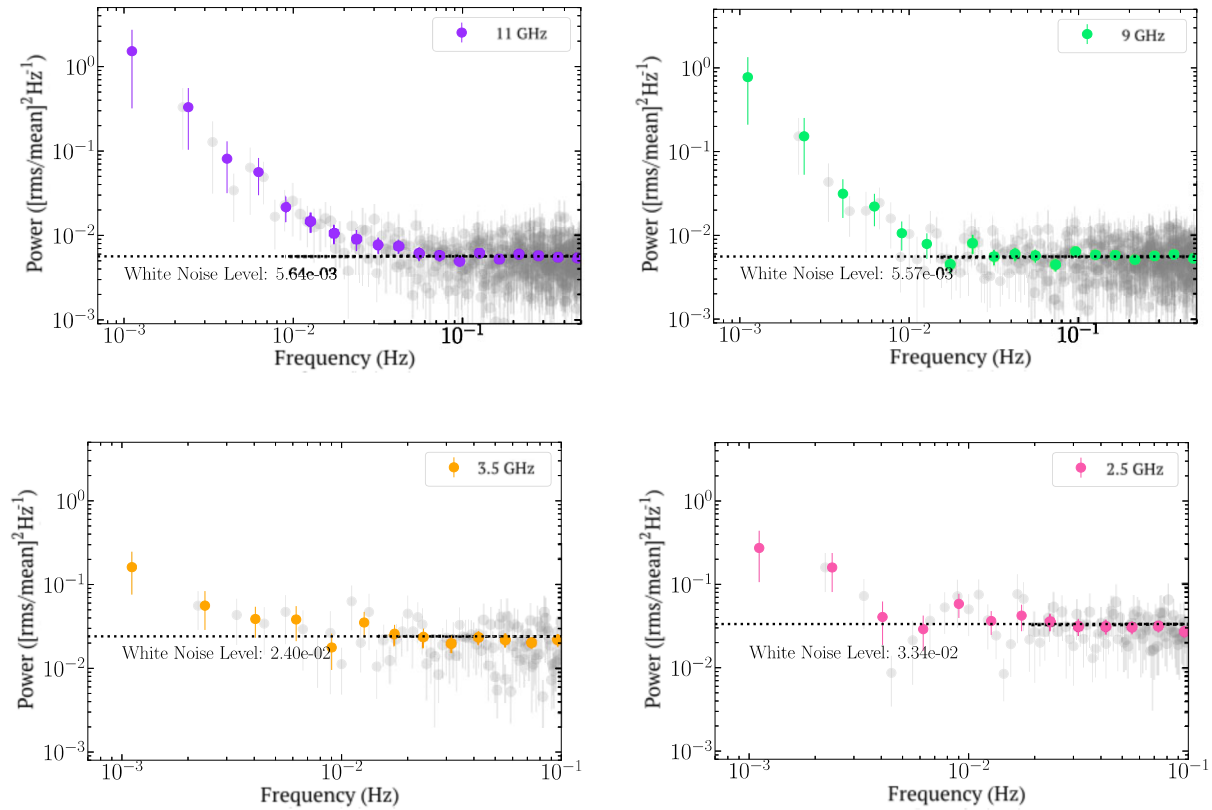 11 GHz
Power ([rms/mean]²Hz⁻¹)
10⁰
10⁻¹
10⁻²
10⁻³
White Noise Level: 5.64e-03
10⁻³
10⁻²
10⁻¹
Frequency (Hz)
9 GHz
Power ([rms/mean]²Hz⁻¹)
10⁰
10⁻¹
10⁻²
10⁻³
White Noise Level: 5.57e-03
10⁻³
10⁻²
10⁻¹
Frequency (Hz)
3.5 GHz
Power ([rms/mean]²Hz⁻¹)
10⁰
10⁻¹
10⁻²
10⁻³
White Noise Level: 2.40e-02
10⁻³
10⁻²
10⁻¹
Frequency (Hz)
2.5 GHz
Power ([rms/mean]²Hz⁻¹)
10⁰
10⁻¹
10⁻²
10⁻³
White Noise Level: 3.34e-02
10⁻³
10⁻²
10⁻¹
Frequency (Hz)